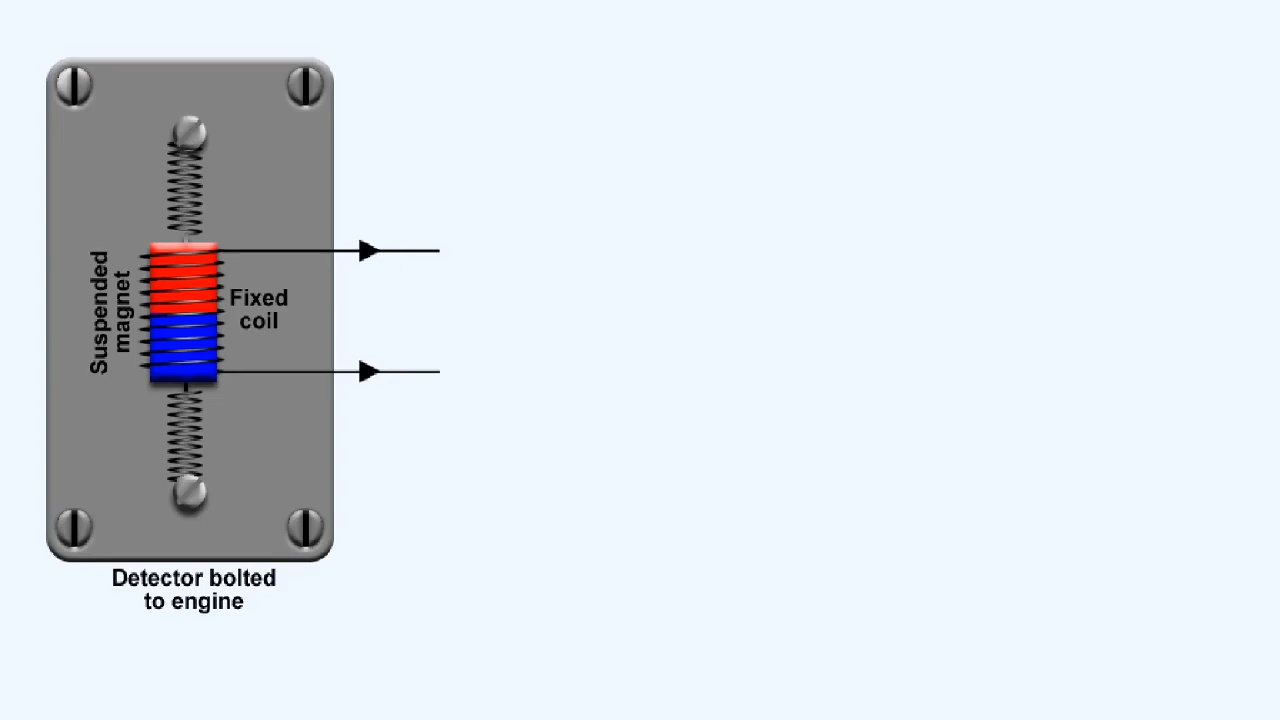 Suspended
magnet
Fixed
coil
Detector bolted
to engine